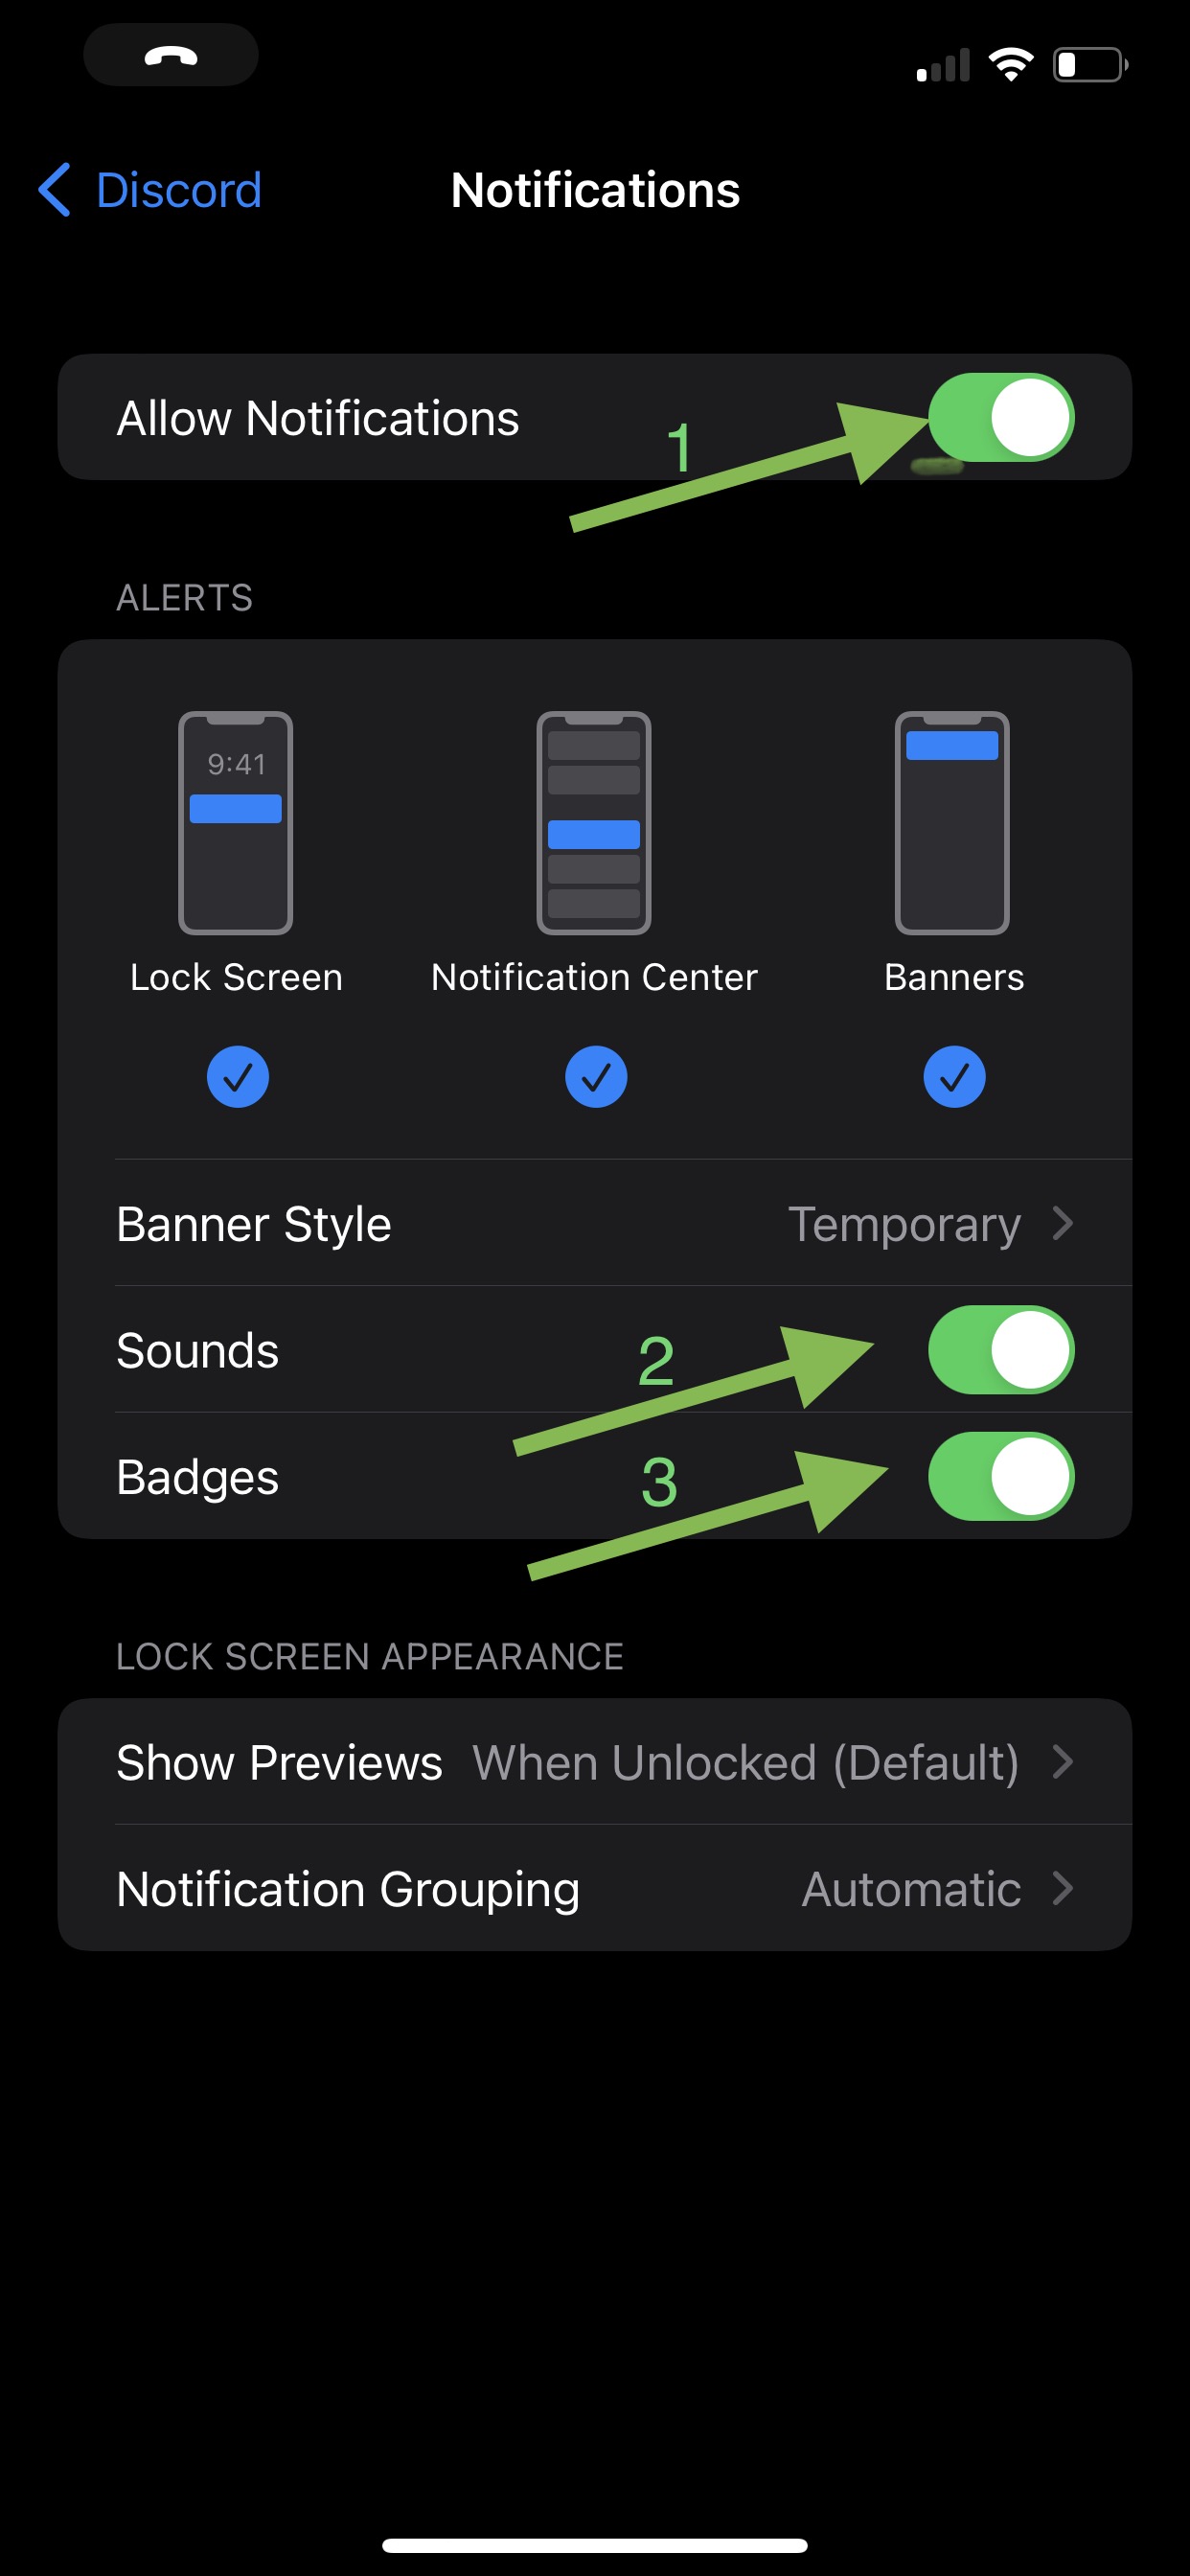 Discord Notifications
Allow Notifications 1
ALERTS
9:41
Lock Screen Notification Center Banners
Banner Style Temporary
Sounds 2
Badges 3
LOCK SCREEN APPEARANCE
Show Previews When Unlocked (Default)
Notification Grouping Automatic